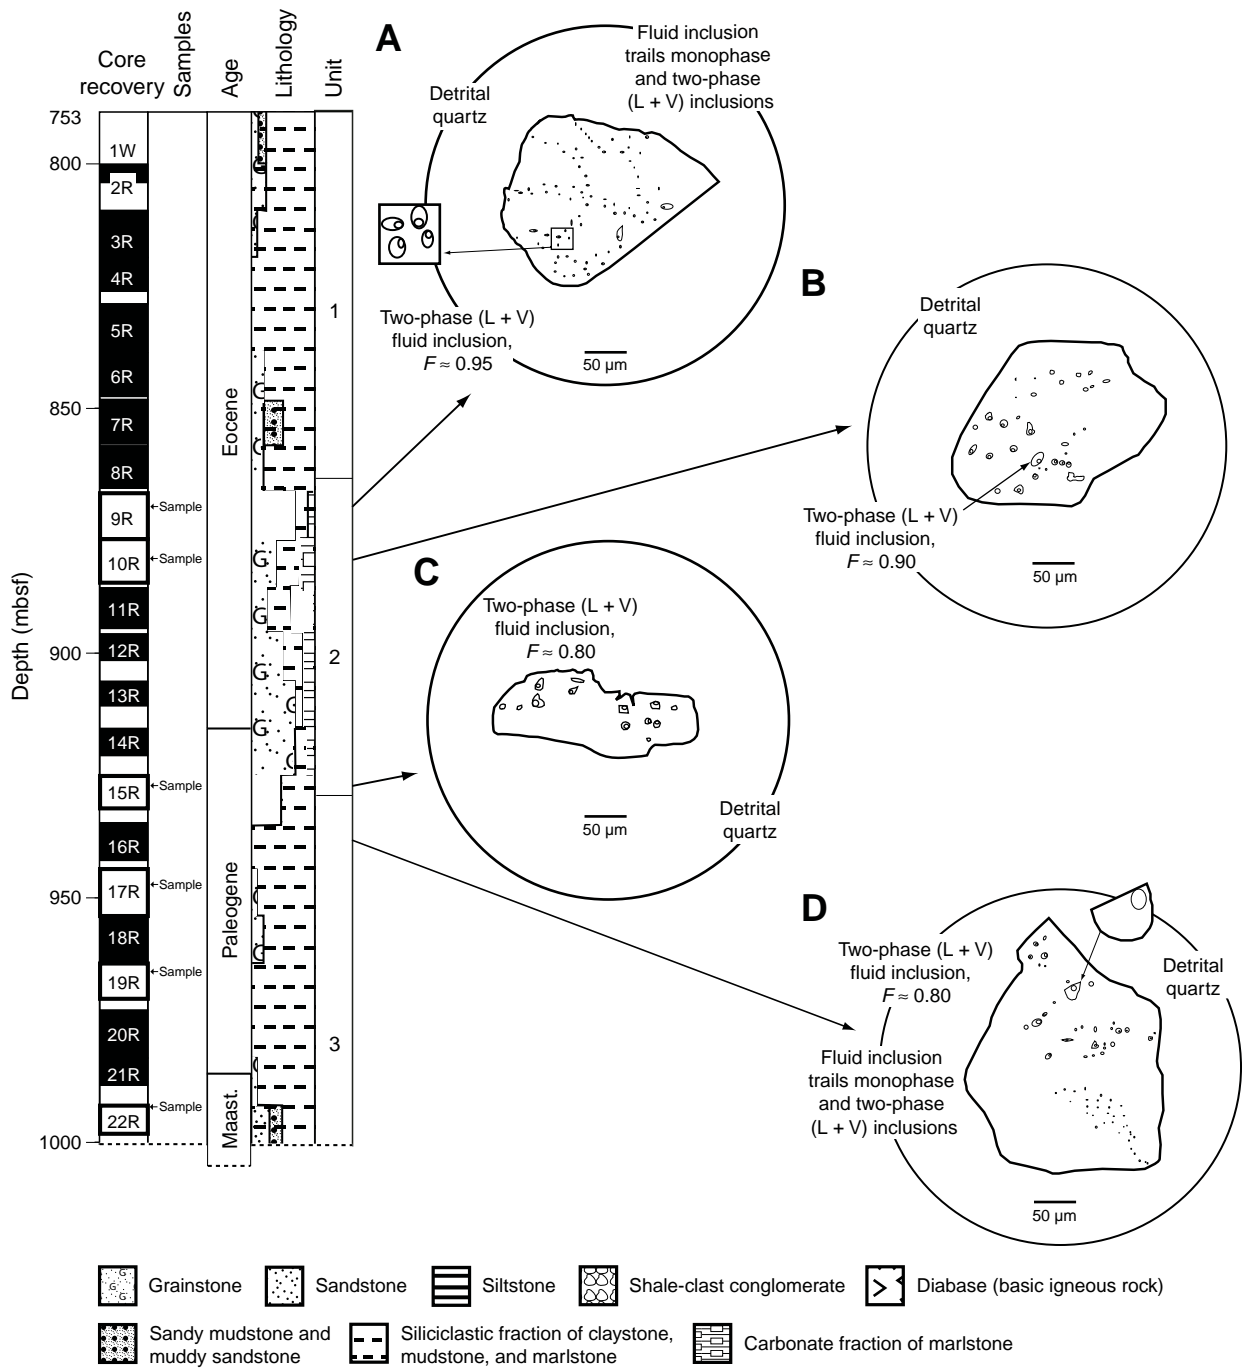 Core
recovery
Samples
Age
Lithology
Unit
753
800
850
900
950
1000
Depth (mbsf)
1W
2R
3R
4R
5R
6R
7R
8R
9R
10R
11R
12R
13R
14R
15R
16R
17R
18R
19R
20R
21R
22R
Sample
Sample
Sample
Sample
Sample
Sample
Eocene
Paleogene
Maast.
G
G
G
G
G
G
G
G
G
1
2
3
A
Fluid inclusion
trails monophase
and two-phase
(L + V) inclusions
Detrital
quartz
Two-phase (L + V)
fluid inclusion,
F ≈ 0.95
50 µm
B
Detrital
quartz
Two-phase (L + V)
fluid inclusion,
F ≈ 0.90
50 µm
C
Two-phase (L + V)
fluid inclusion,
F ≈ 0.80
50 µm
Detrital
quartz
D
Two-phase (L + V)
fluid inclusion,
F ≈ 0.80
Detrital
quartz
Fluid inclusion
trails monophase
and two-phase
(L + V) inclusions
50 µm
G
G
G
Grainstone
Sandstone
Siltstone
Shale-clast conglomerate
Diabase (basic igneous rock)
Sandy mudstone and
muddy sandstone
Siliciclastic fraction of claystone,
mudstone, and marlstone
Carbonate fraction of marlstone